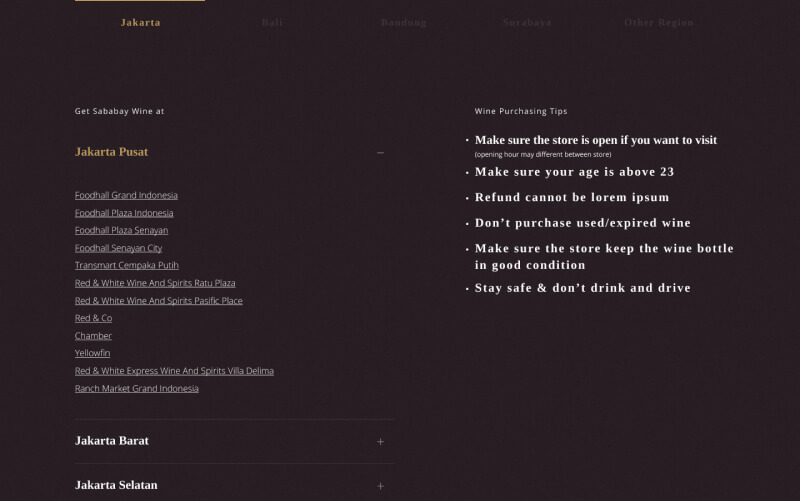 Jakarta Bali Bandung Surabaya Other Region
Get Sababay Wine at
Jakarta Pusat –
Foodhall Grand Indonesia
Foodhall Plaza Indonesia
Foodhall Plaza Senayan
Foodhall Senayan City
Transmart Cempaka Putih
Red & White Wine And Spirits Ratu Plaza
Red & White Wine And Spirits Pasific Place
Red & Co
Chamber
Yellowfin
Red & White Express Wine And Spirits Villa Delima
Ranch Market Grand Indonesia
Jakarta Barat +
Jakarta Selatan +
Wine Purchasing Tips
• Make sure the store is open if you want to visit
(opening hour may different between store)
• Make sure your age is above 23
• Refund cannot be lorem ipsum
• Don’t purchase used/expired wine
• Make sure the store keep the wine bottle
in good condition
• Stay safe & don’t drink and drive